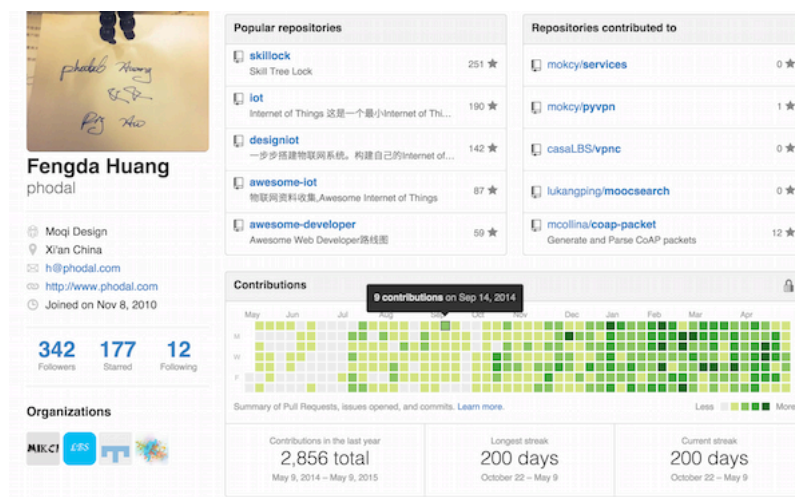 phodal Huang
Fengda Huang
phodal
Moqi Design
Xi'an China
h@phodal.com
http://www.phodal.com
Joined on Nov 8, 2010
342 177 12
Followers Starred Following
Organizations
MIKCI LBS
Popular repositories
skillock
Skill Tree Lock
251
iot
Internet of Things 这是一个最小Internet of Thi...
190
designiot
一步步搭建物联网系统。构建自己的Internet of...
142
awesome-iot
物联网资料收集,Awesome Internet of Things
87
awesome-developer
Awesome Web Developer路线图
59
Repositories contributed to
mokcy/services
0
mokcy/pyvpn
1
casaLBS/vpnc
0
lukangping/moocsearch
0
mcollina/coap-packet
Generate and Parse CoAP packets
12
Contributions
9 contributions on Sep 14, 2014
May Jun Jul Aug Sep Oct Nov Dec Jan Feb Mar Apr
M
W
F
Summary of Pull Requests, issues opened, and commits. Learn more.
Less More
Contributions in the last year
2,856 total
May 9, 2014 – May 9, 2015
Longest streak
200 days
October 22 – May 9
Current streak
200 days
October 22 – May 9